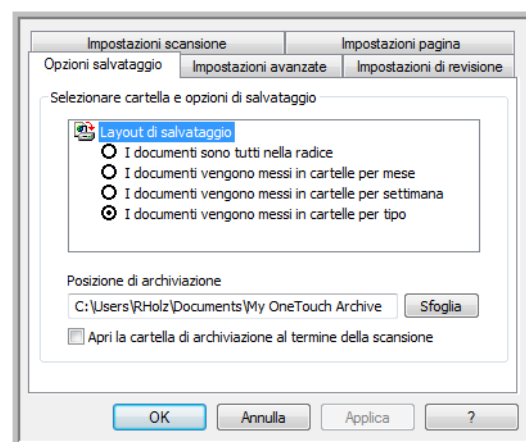 Impostazioni scansione
Impostazioni pagina
Opzioni salvataggio
Impostazioni avanzate
Impostazioni di revisione
Selezionare cartella e opzioni di salvataggio
Layout di salvataggio
I documenti sono tutti nella radice
I documenti vengono messi in cartelle per mese
I documenti vengono messi in cartelle per settimana
I documenti vengono messi in cartelle per tipo
Posizione di archiviazione
C:\Users\RHolz\Documents\My OneTouch Archive
Sfoglia
Apri la cartella di archiviazione al termine della scansione
OK
Annulla
Applica
?